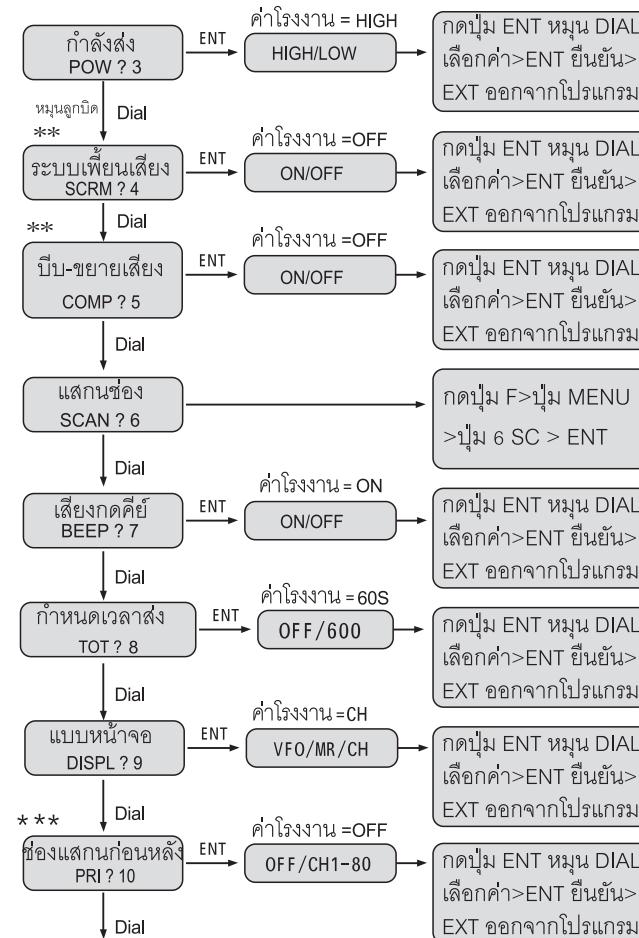 กำลังส่ง
POW ? 3
ENT
ค่าโรงงาน = HIGH
HIGH/LOW
กดปุ่ม ENT หมุน DIAL
เลือกค่า>ENT ยืนยัน>
EXT ออกจากโปรแกรม
หมุนลูกบิด
Dial
**
ระบบเพี้ยนเสียง
SCRM ? 4
ENT
ค่าโรงงาน =OFF
ON/OFF
กดปุ่ม ENT หมุน DIAL
เลือกค่า>ENT ยืนยัน>
EXT ออกจากโปรแกรม
Dial
**
บีบ-ขยายเสียง
COMP ? 5
ENT
ค่าโรงงาน =OFF
ON/OFF
กดปุ่ม ENT หมุน DIAL
เลือกค่า>ENT ยืนยัน>
EXT ออกจากโปรแกรม
Dial
แสกนช่อง
SCAN ? 6
กดปุ่ม F>ปุ่ม MENU
>ปุ่ม 6 SC > ENT
Dial
เสียงกดคีย์
BEEP ? 7
ENT
ค่าโรงงาน = ON
ON/OFF
กดปุ่ม ENT หมุน DIAL
เลือกค่า>ENT ยืนยัน>
EXT ออกจากโปรแกรม
Dial
กำหนดเวลาส่ง
TOT ? 8
ENT
ค่าโรงงาน = 60S
OFF/600
กดปุ่ม ENT หมุน DIAL
เลือกค่า>ENT ยืนยัน>
EXT ออกจากโปรแกรม
Dial
แบบหน้าจอ
DISPL ? 9
ENT
ค่าโรงงาน =CH
VFO/MR/CH
กดปุ่ม ENT หมุน DIAL
เลือกค่า>ENT ยืนยัน>
EXT ออกจากโปรแกรม
Dial
***
ช่องแสกนก่อนหลัง
PRI ? 10
ENT
ค่าโรงงาน =OFF
OFF/CH1-80
กดปุ่ม ENT หมุน DIAL
เลือกค่า>ENT ยืนยัน>
EXT ออกจากโปรแกรม
Dial